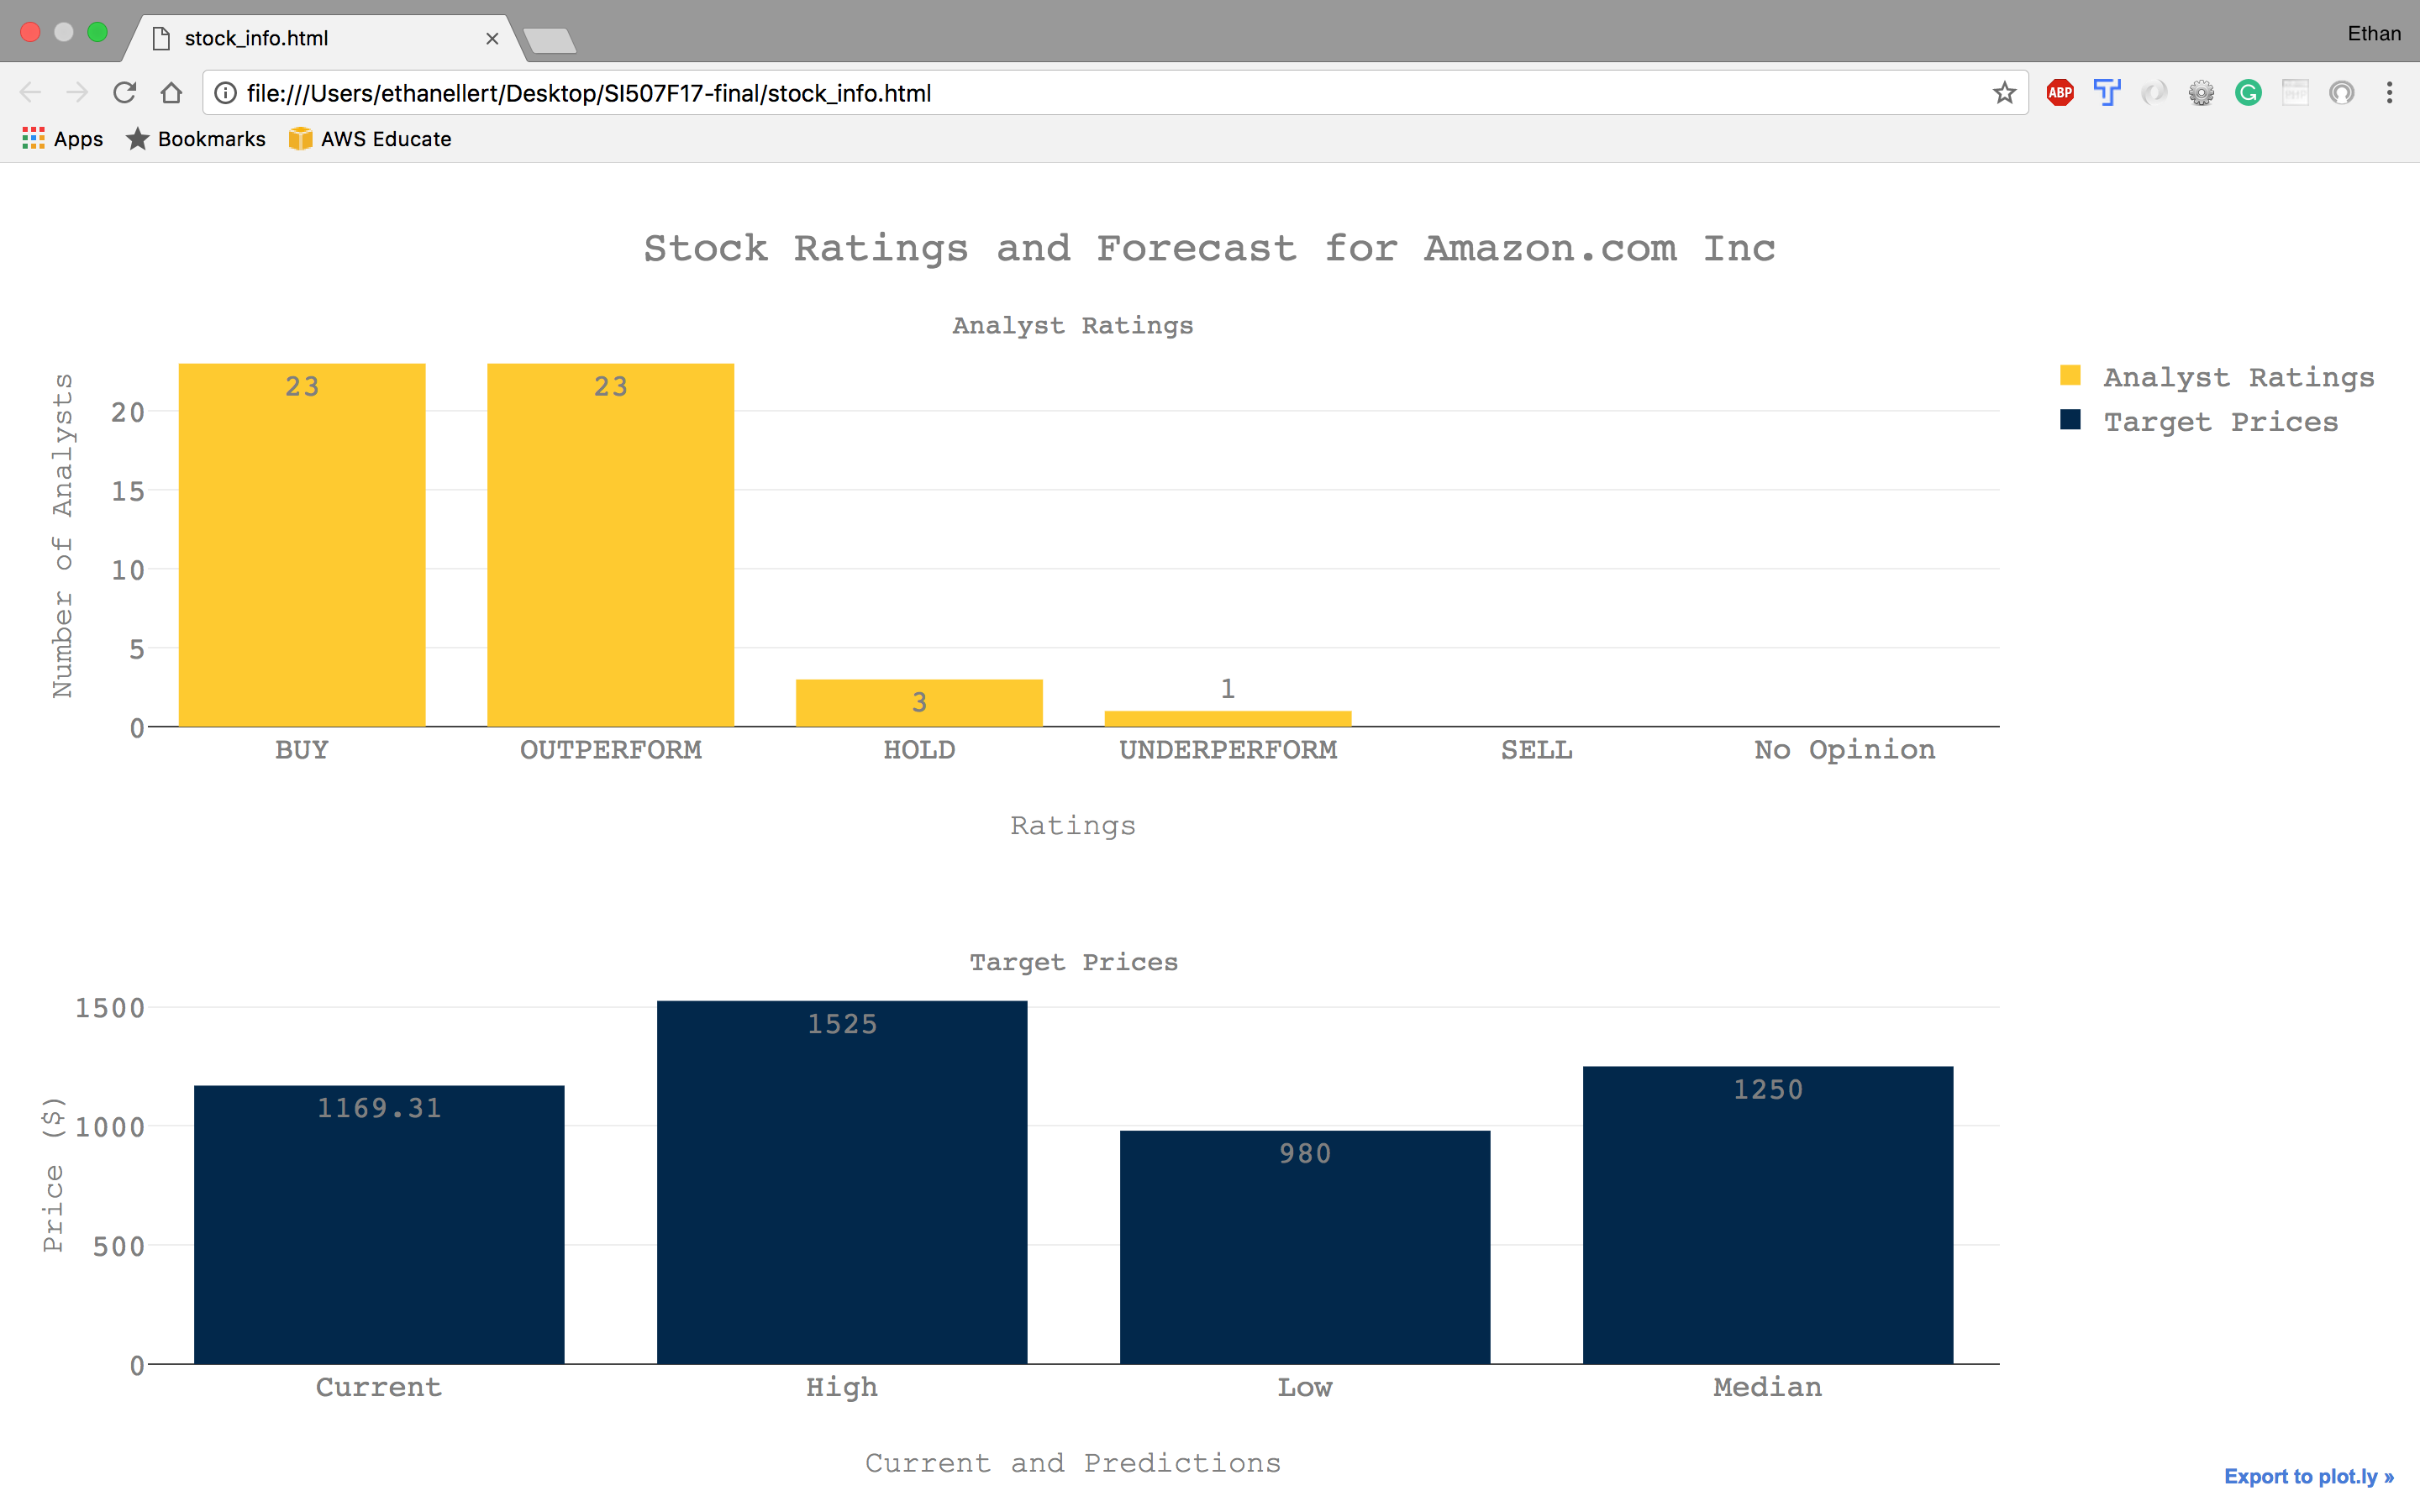 stock_info.html
Ethan
file:///Users/ethanellert/Desktop/SI507F17-final/stock_info.html
ABP
PHP
Apps
Bookmarks
AWS Educate
Stock Ratings and Forecast for Amazon.com Inc
Analyst Ratings
Analyst Ratings
Target Prices
Number of Analysts
20
15
10
5
0
23
23
3
1
BUY
OUTPERFORM
HOLD
UNDERPERFORM
SELL
No Opinion
Ratings
Target Prices
Price ($)
1500
1000
500
0
1169.31
1525
980
1250
Current
High
Low
Median
Current and Predictions
Export to plot.ly »